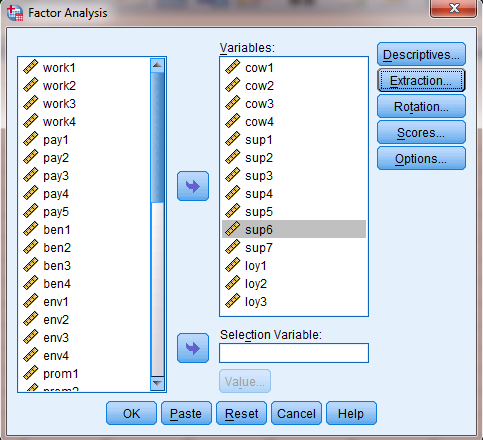 Factor Analysis
work1
work2
work3
work4
pay1
pay2
pay3
pay4
pay5
ben1
ben2
ben3
ben4
env1
env2
env3
env4
prom1
prom2
Variables:
cow1
cow2
cow3
cow4
sup1
sup2
sup3
sup4
sup5
sup6
sup7
loy1
loy2
loy3
Selection Variable:
Value...
Descriptives...
Extraction...
Rotation...
Scores...
Options...
OK
Paste
Reset
Cancel
Help